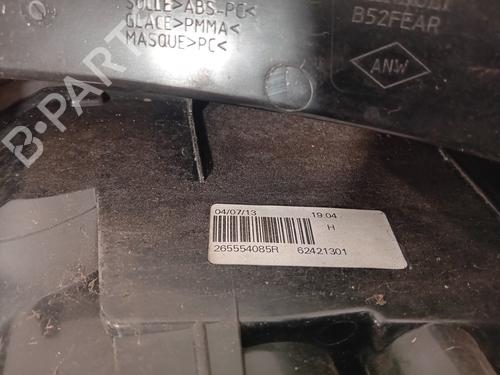 SOCLE>ABS-PC<
GLACE>PMMA<
MASQUE>PC<
B52FEAR
ANW
B-PARTS
04/07/13 19:04
H
265554085R 62421301